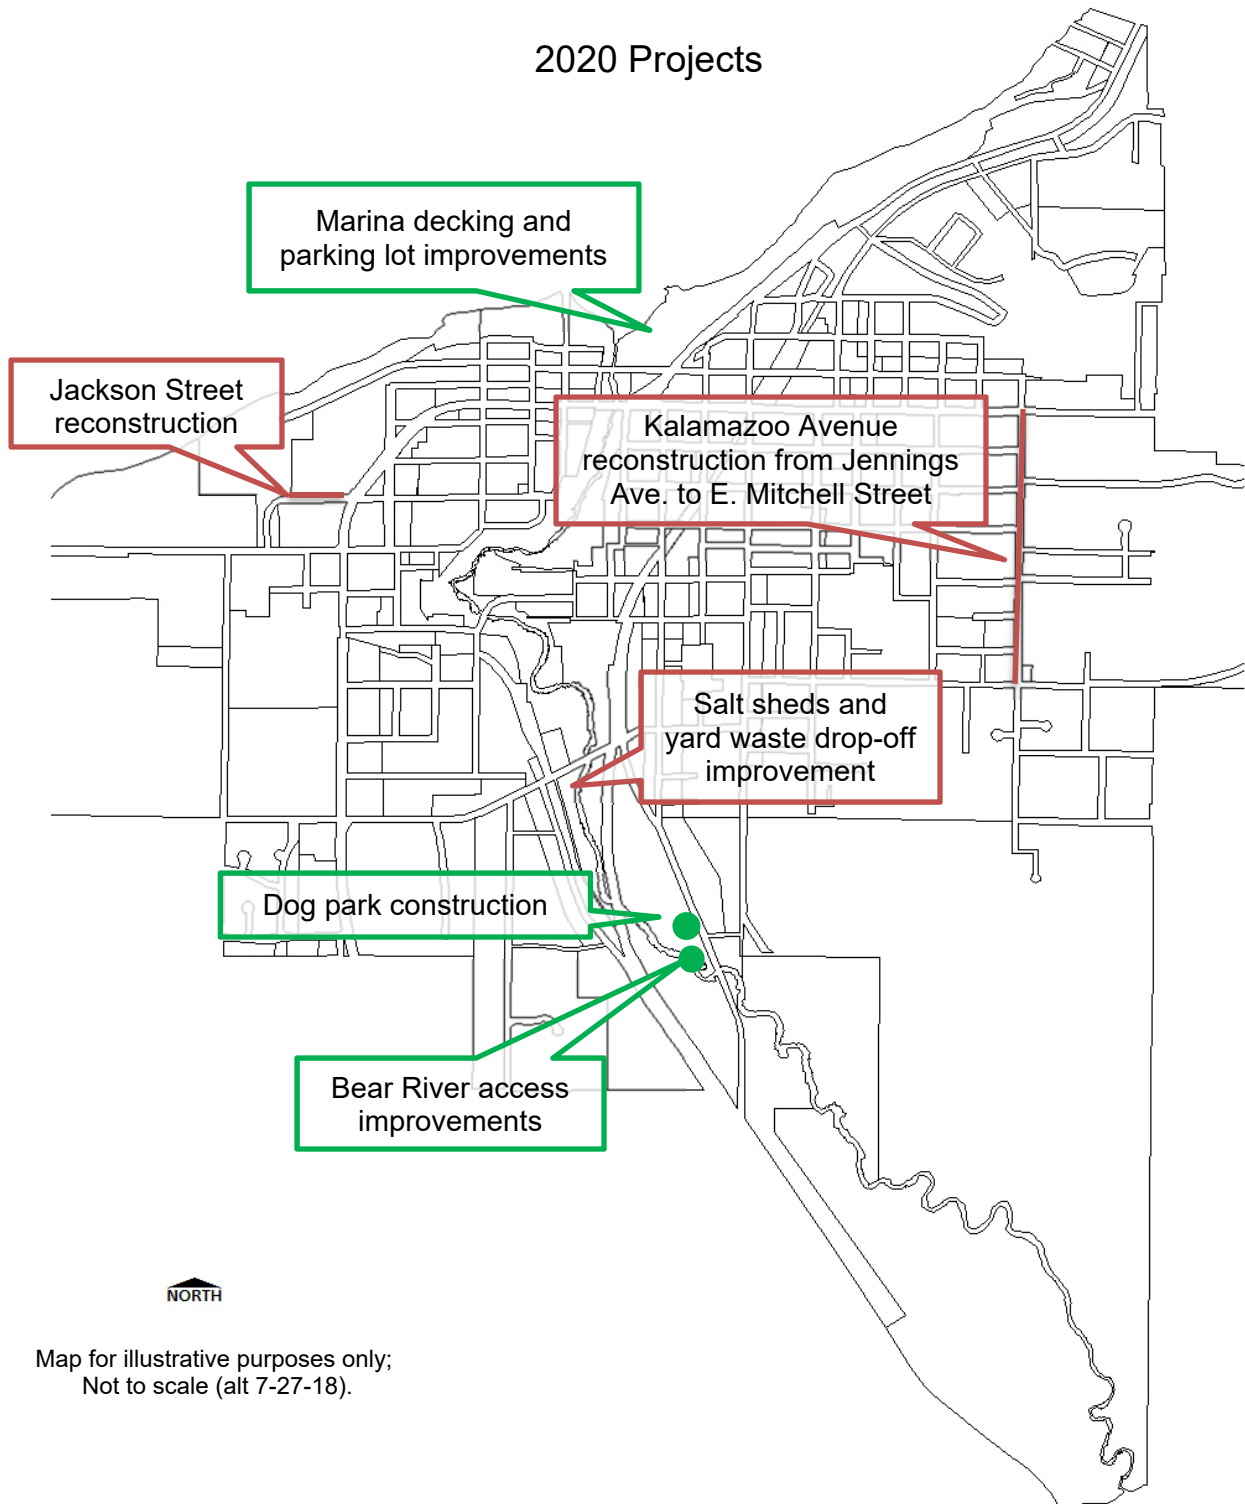 2020 Projects
Marina decking and
parking lot improvements
Jackson Street
reconstruction
Kalamazoo Avenue
reconstruction from Jennings
Ave. to E. Mitchell Street
Salt sheds and
yard waste drop-off
improvement
Dog park construction
Bear River access
improvements
NORTH
Map for illustrative purposes only;
Not to scale (alt 7-27-18).